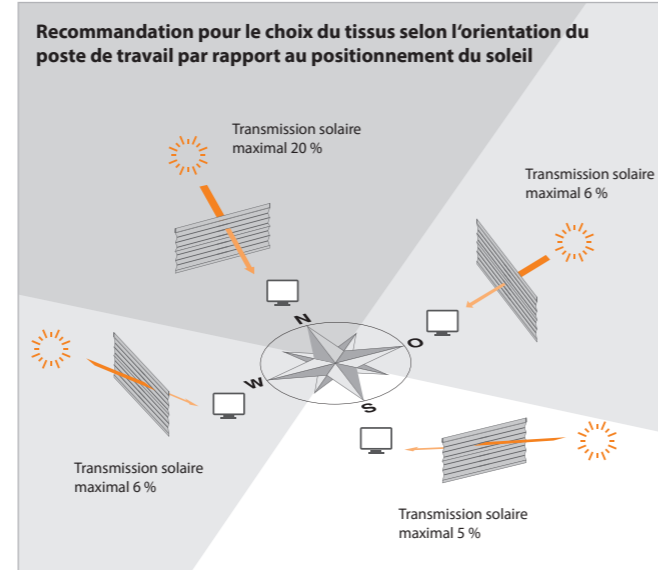 Recommandation pour le choix du tissus selon l'orientation du
poste de travail par rapport au positionnement du soleil
Transmission solaire
maximal 20 %
Transmission solaire
maximal 6 %
N
O
W
S
Transmission solaire
maximal 6 %
Transmission solaire
maximal 5 %